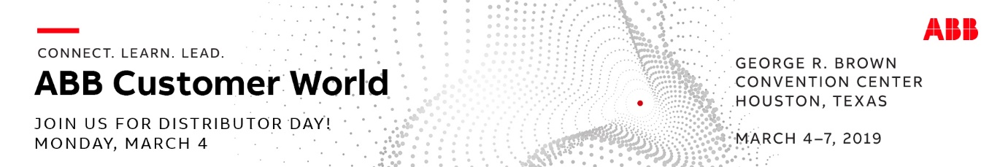 CONNECT. LEARN. LEAD.
ABB Customer World
JOIN US FOR DISTRIBUTOR DAY!
MONDAY, MARCH 4
ABB
GEORGE R. BROWN
CONVENTION CENTER
HOUSTON, TEXAS
MARCH 4–7, 2019